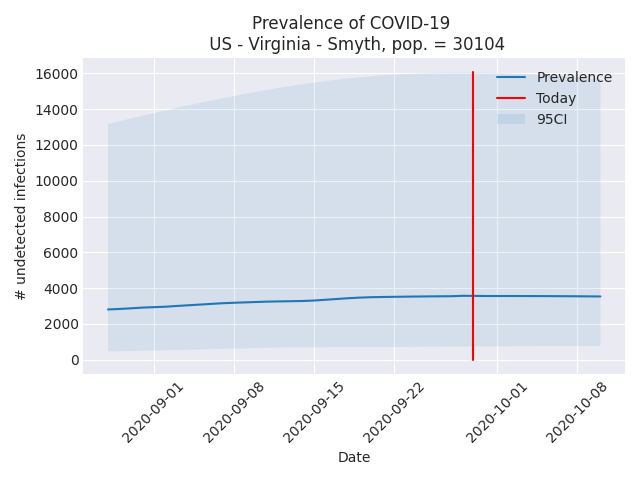 Prevalence of COVID-19
US - Virginia - Smyth, pop. = 30104
16000
14000
12000
10000
8000
6000
4000
2000
0
# undetected infections
Prevalence
Today
95CI
2020-09-01
2020-09-08
2020-09-15
2020-09-22
2020-10-01
2020-10-08
Date